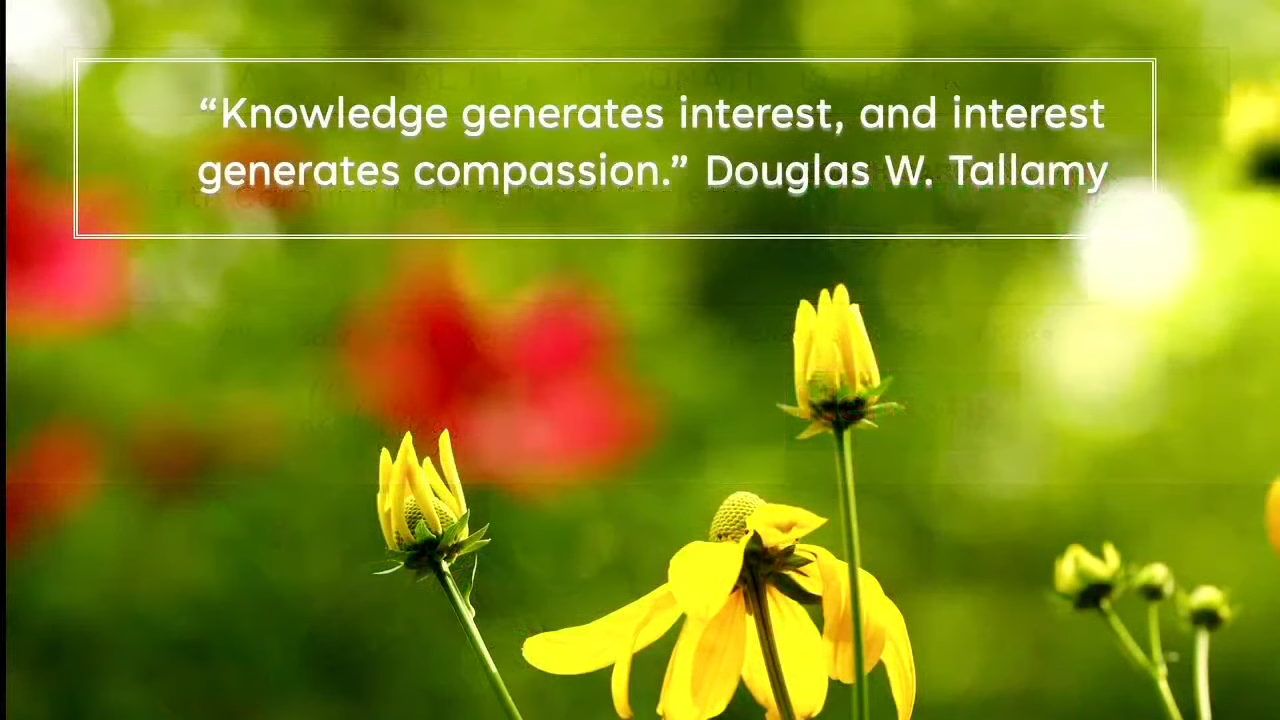 “Knowledge generates interest, and interest
generates compassion.” Douglas W. Tallamy